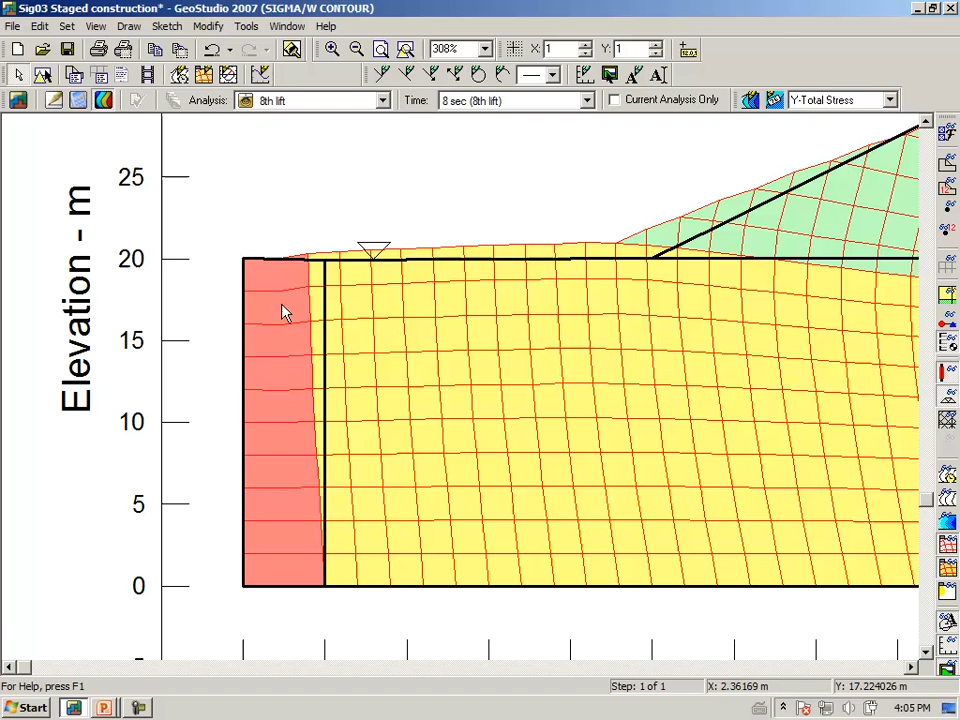 Sig03 Staged construction* - GeoStudio 2007 (SIGMA/W CONTOUR)
File Edit Set View Draw Sketch Modify Tools Window Help
308% X: 1 Y: 1
Analysis: 8th lift Time: 8 sec (8th lift) Current Analysis Only Y-Total Stress
25
20
15
10
5
0
Elevation - m
For Help, press F1 Step: 1 of 1 X: 2.36169 m Y: 17.224026 m
Start 4:05 PM